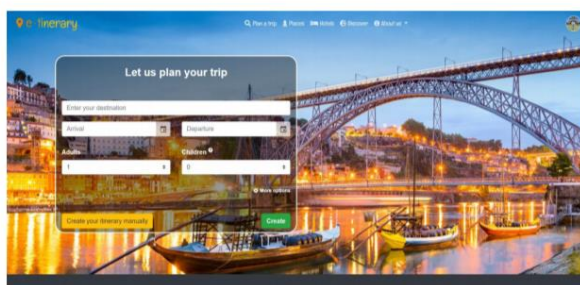 e-tinerary
Plan a trip Places Hotels Discover About us
Let us plan your trip
Enter your destination
Arrival Departure
Adults Children
1 0
More options
Create your itinerary manually Create